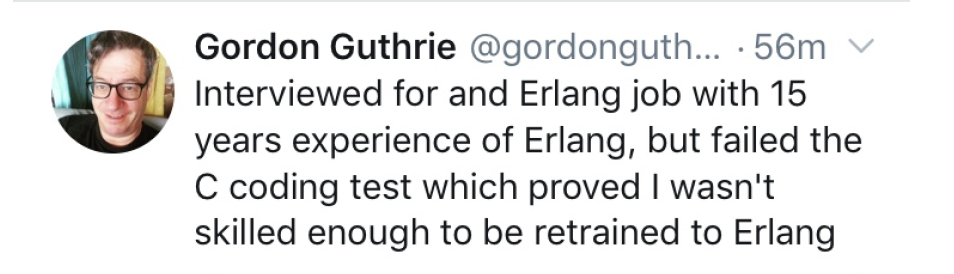 Gordon Guthrie @gordonguth... · 56m
Interviewed for and Erlang job with 15
years experience of Erlang, but failed the
C coding test which proved I wasn't
skilled enough to be retrained to Erlang